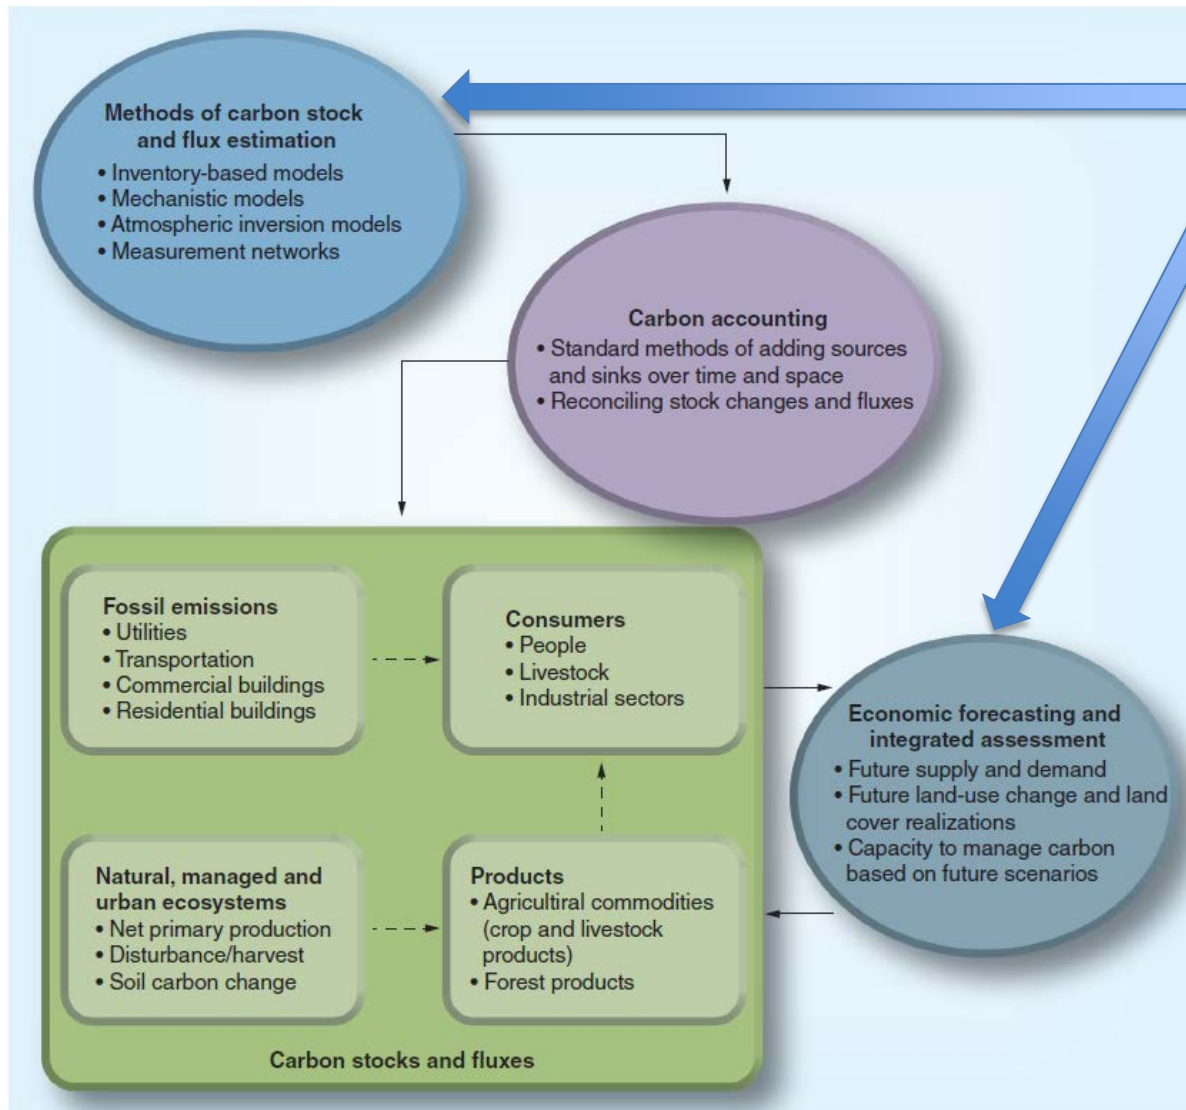 Methods of carbon stock
and flux estimation
• Inventory-based models
• Mechanistic models
• Atmospheric inversion models
• Measurement networks
Carbon accounting
• Standard methods of adding sources
and sinks over time and space
• Reconciling stock changes and fluxes
Fossil emissions
• Utilities
• Transportation
• Commercial buildings
• Residential buildings
Consumers
• People
• Livestock
• Industrial sectors
Natural, managed and
urban ecosystems
• Net primary production
• Disturbance/harvest
• Soil carbon change
Products
• Agricultiral commodities
(crop and livestock
products)
• Forest products
Carbon stocks and fluxes
Economic forecasting and
integrated assessment
• Future supply and demand
• Future land-use change and land
cover realizations
• Capacity to manage carbon
based on future scenarios